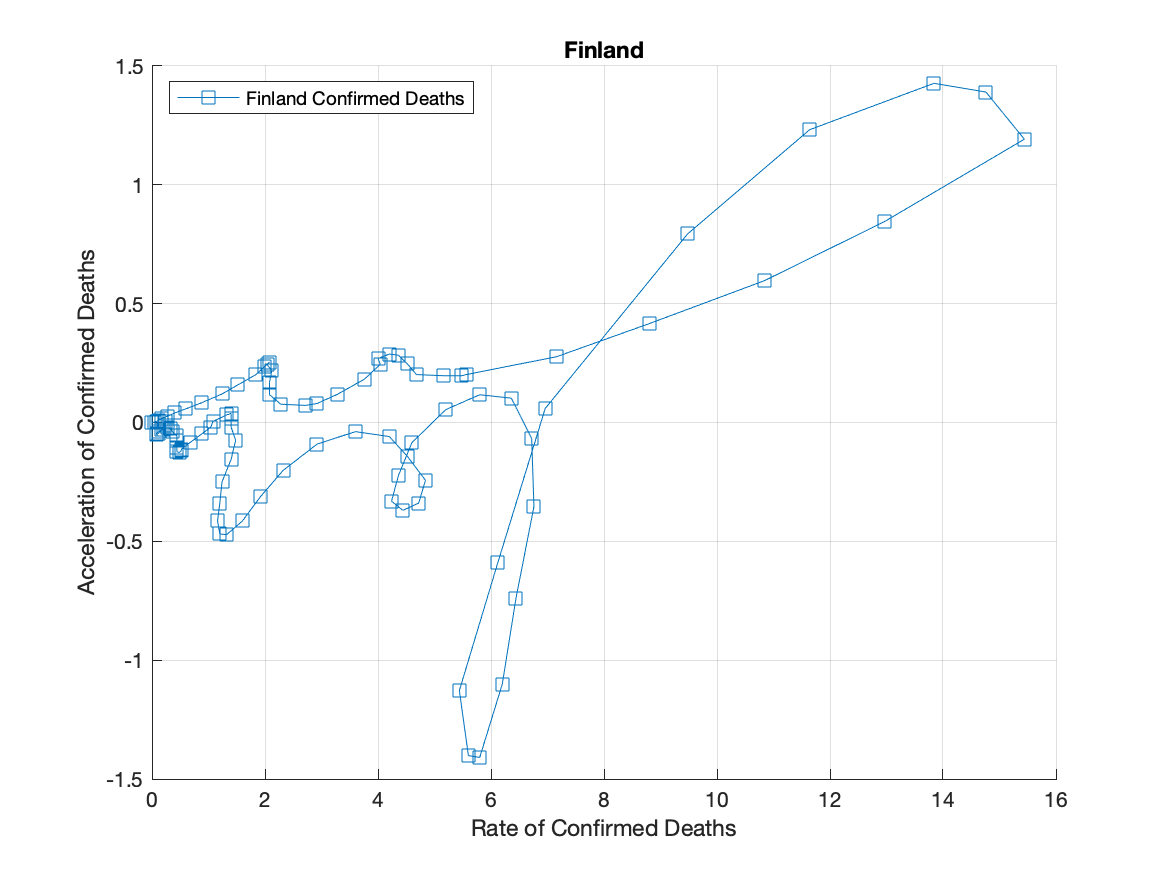 Finland
Finland Confirmed Deaths
1.5
1
0.5
0
-0.5
-1
-1.5
Acceleration of Confirmed Deaths
0 2 4 6 8 10 12 14 16
Rate of Confirmed Deaths